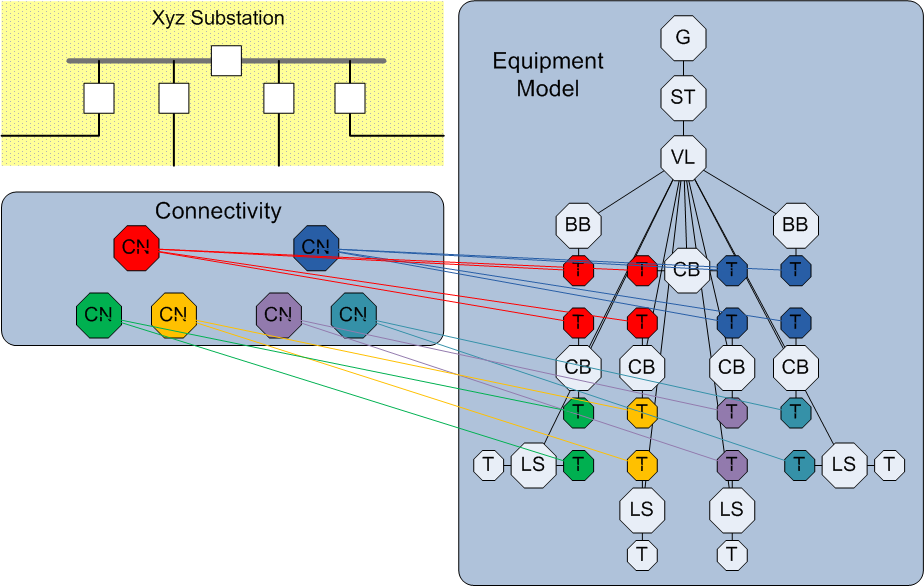 Xyz Substation
Equipment
Model
G
ST
VL
BB BB
Connectivity
CN CN
T T CB T T
CN CN CN CN
T T T T
CB CB CB CB
T T T T
T LS T T T T LS T
LS LS
T T